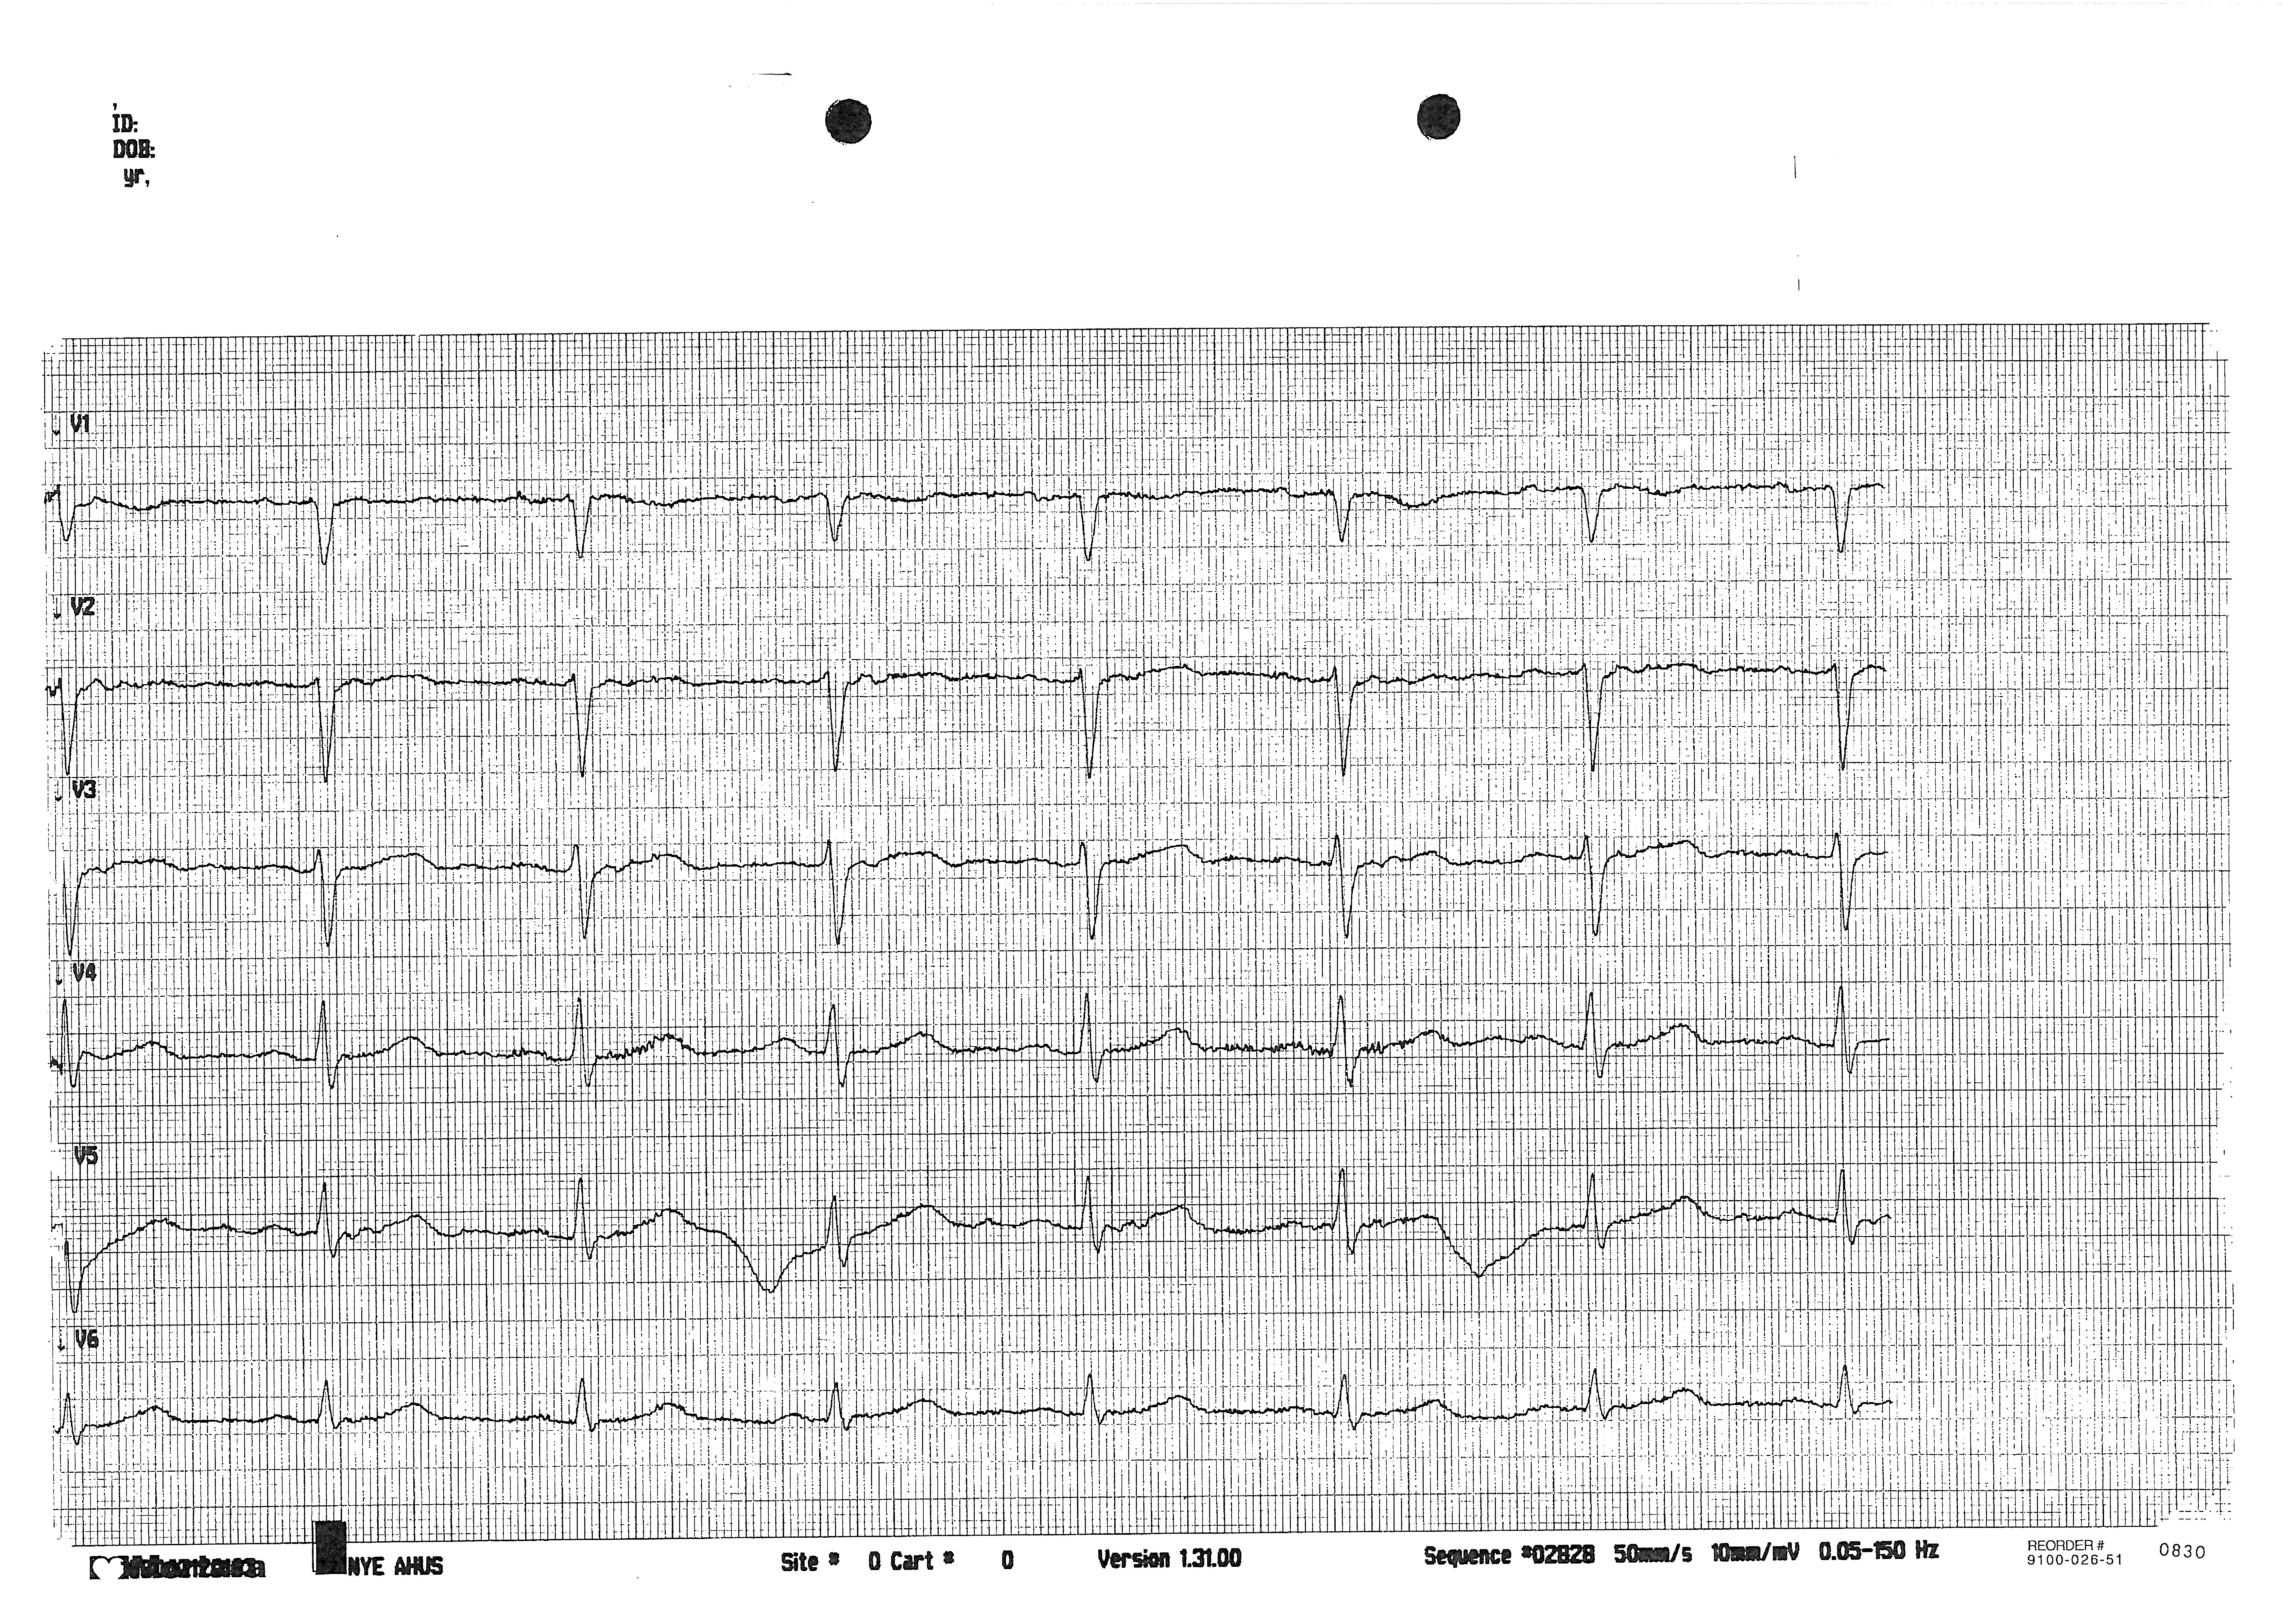 ,
ID:
DOB:
yr,
V1
V2
V3
V4
V5
V6
NYE AHUS Site # 0 Cart # 0 Version 1.31.00 Sequence #02828 50mm/s 10mm/mV 0.05-150 Hz
REORDER #
9100-026-51
0830